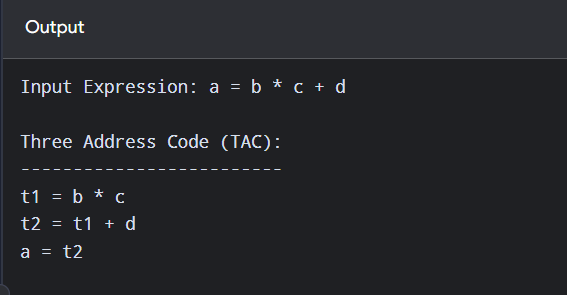 Output
Input Expression: a = b * c + d
Three Address Code (TAC):
-------------------------
t1 = b * c
t2 = t1 + d
a = t2